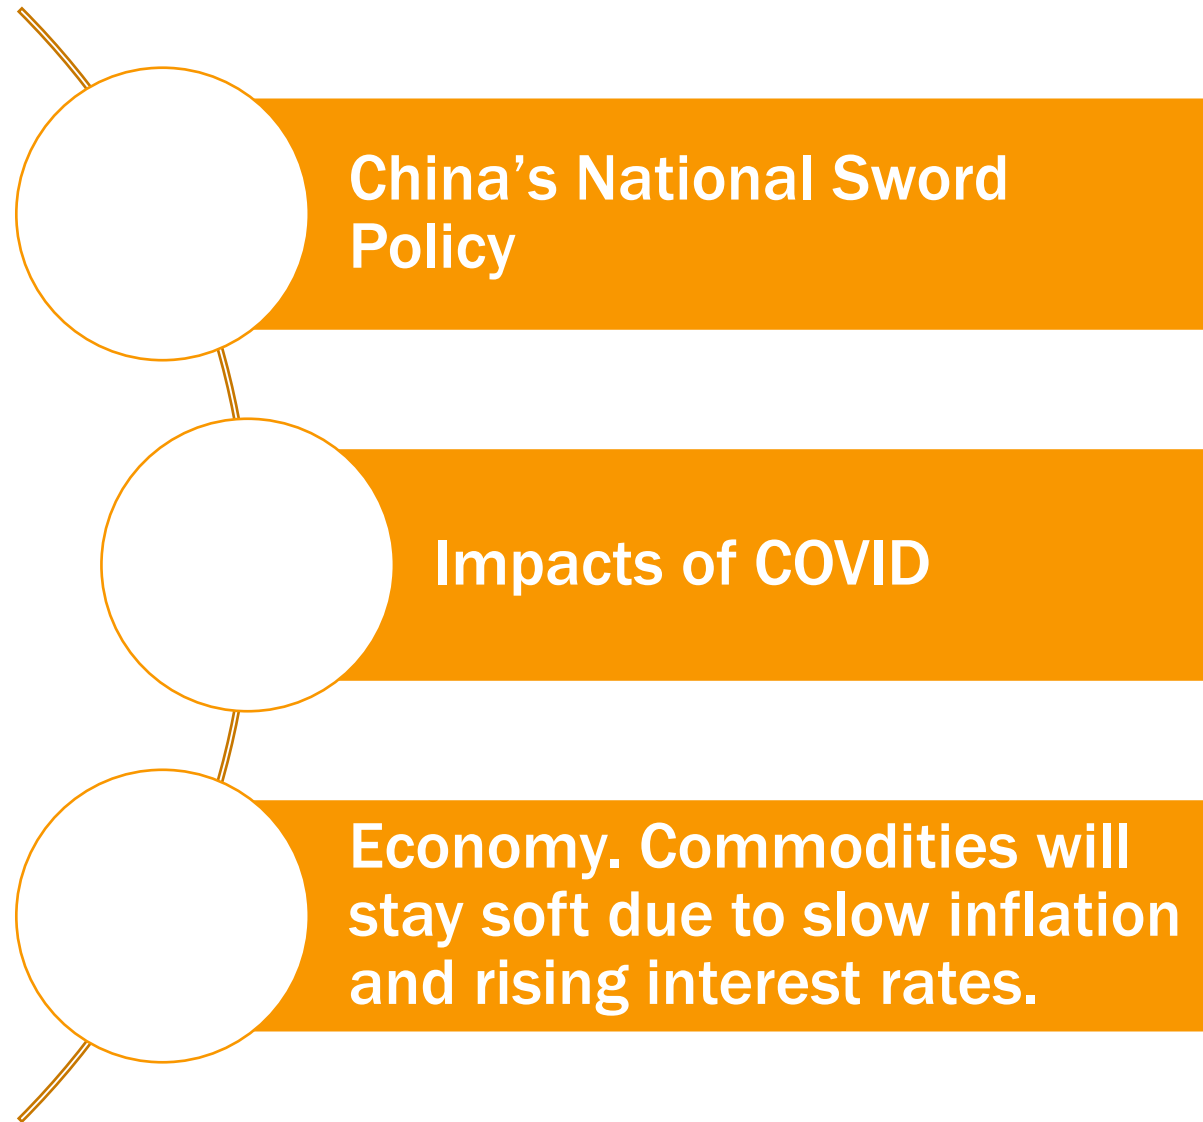 China’s National Sword
Policy
Impacts of COVID
Economy. Commodities will
stay soft due to slow inflation
and rising interest rates.